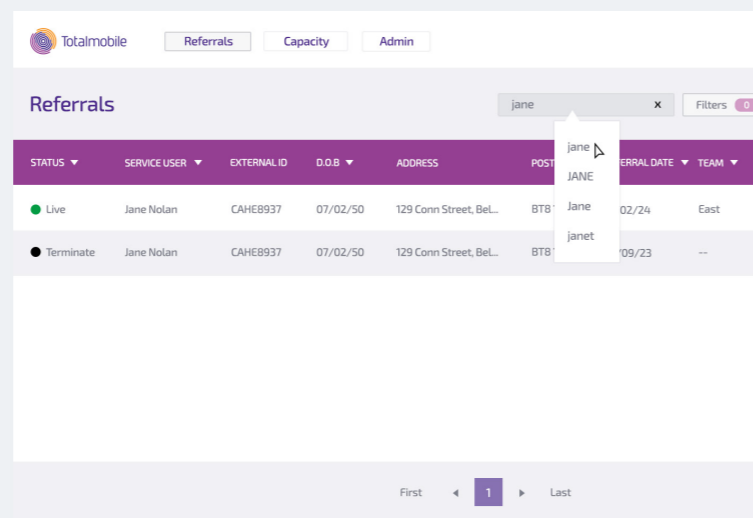 Totalmobile Referrals Capacity Admin
Referrals jane x Filters 0
STATUS SERVICE USER EXTERNAL ID D.O.B ADDRESS POST ERRAL DATE TEAM
Live Jane Nolan CAHE8937 07/02/50 129 Conn Street, Bel... BT8 02/24 East
Terminate Jane Nolan CAHE8937 07/02/50 129 Conn Street, Bel... BT8 /09/23 --
jane
JANE
Jane
janet
First 1 Last